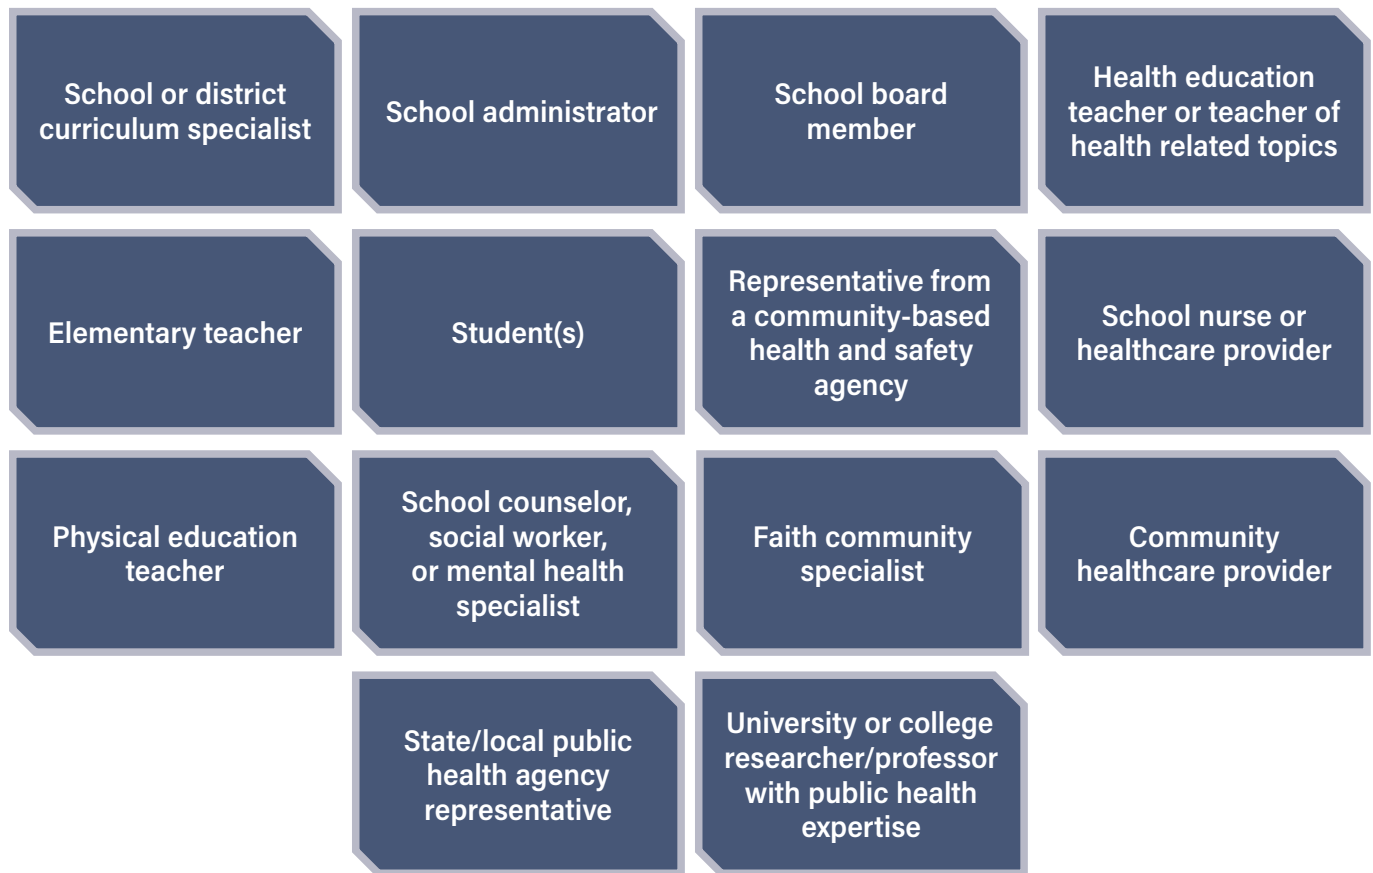 School or district
curriculum specialist
School administrator
School board
member
Health education
teacher or teacher of
health related topics
Elementary teacher
Student(s)
Representative from
a community-based
health and safety
agency
School nurse or
healthcare provider
Physical education
teacher
School counselor,
social worker,
or mental health
specialist
Faith community
specialist
Community
healthcare provider
State/local public
health agency
representative
University or college
researcher/professor
with public health
expertise